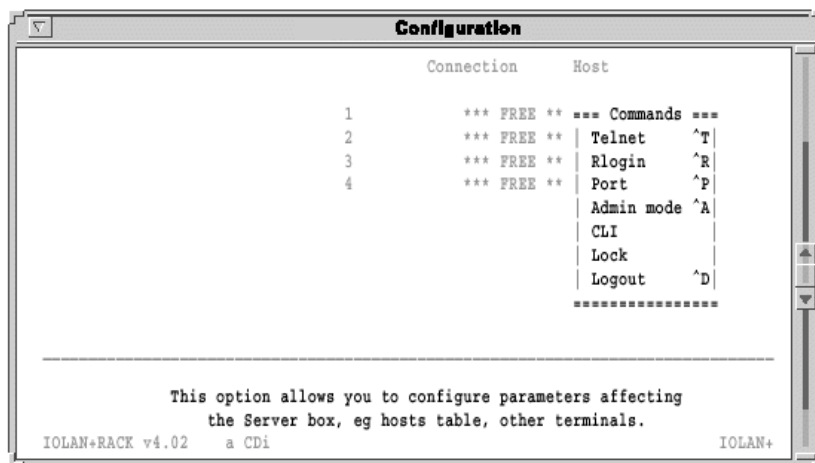 Configuration
Connection Host
1 *** FREE ** === Commands ===
2 *** FREE ** | Telnet ^T|
3 *** FREE ** | Rlogin ^R|
4 *** FREE ** | Port ^P|
| Admin mode ^A|
| CLI |
| Lock |
| Logout ^D|
================
This option allows you to configure parameters affecting
the Server box, eg hosts table, other terminals.
IOLAN+RACK v4.02 a CDi IOLAN+